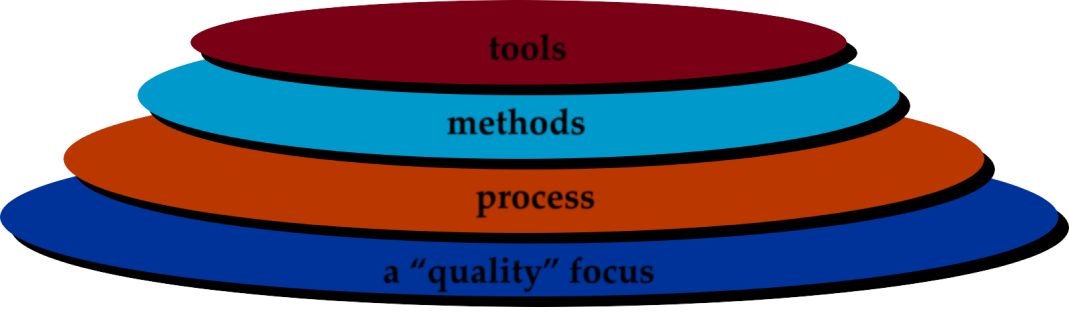 tools
methods
process
a “quality” focus